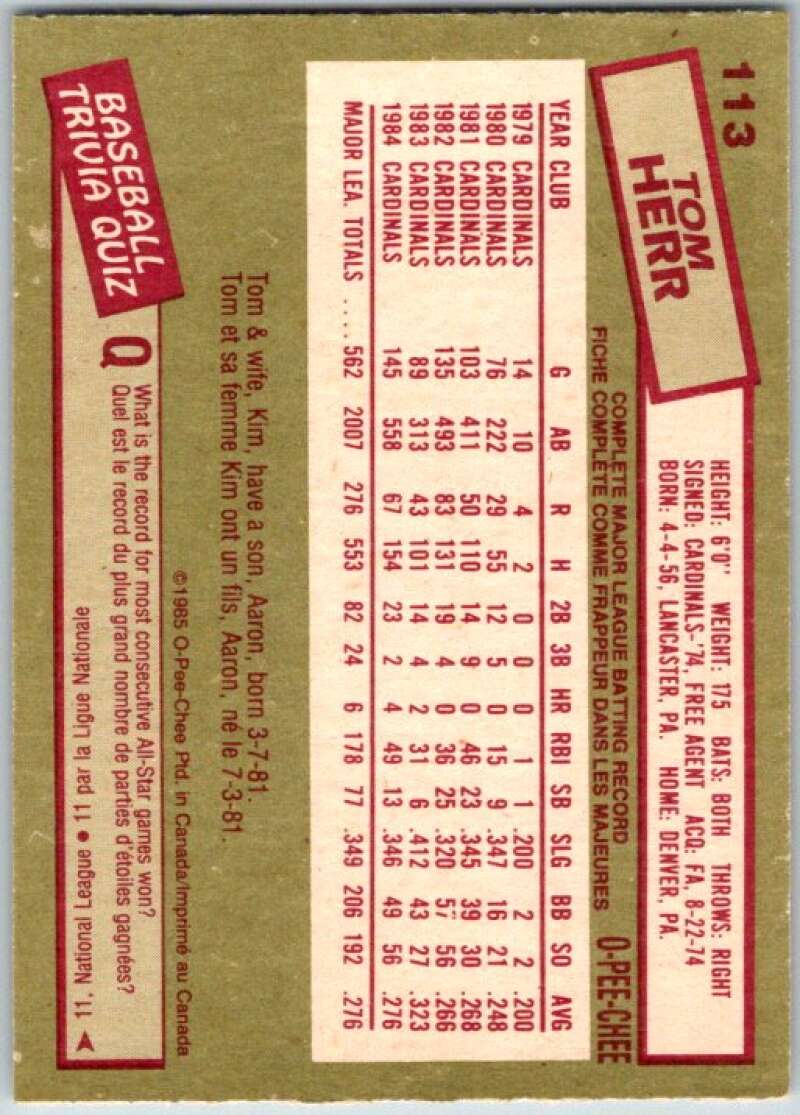 113
TOM
HERR
HEIGHT: 6'0" WEIGHT: 175 BATS: BOTH THROWS: RIGHT
SIGNED: CARDINALS-'74, FREE AGENT ACQ: FA, 8-22-74
BORN: 4-4-56, LANCASTER, PA. HOME: DENVER, PA.
COMPLETE MAJOR LEAGUE BATTING RECORD
FICHE COMPLÈTE COMME FRAPPEUR DANS LES MAJEURES
O-PEE-CHEE
YEAR CLUB G AB R H 2B 3B HR RBI SB SLG BB SO AVG
1979 CARDINALS 14 10 4 2 0 0 0 1 1 .200 2 2 .200
1980 CARDINALS 76 222 29 55 12 5 0 15 9 .347 16 21 .248
1981 CARDINALS 103 411 50 110 14 9 0 46 23 .345 39 30 .268
1982 CARDINALS 135 493 83 131 19 4 0 36 25 .320 57 56 .266
1983 CARDINALS 89 313 43 101 14 4 2 31 6 .412 43 27 .323
1984 CARDINALS 145 558 67 154 23 2 4 49 13 .346 49 56 .276
MAJOR LEA. TOTALS .... 562 2007 276 553 82 24 6 178 77 .349 206 192 .276
Tom & wife, Kim, have a son, Aaron, born 3-7-81.
Tom et sa femme Kim ont un fils, Aaron, né le 7-3-81.
©1985 O-Pee-Chee Ptd. in Canada/Imprimé au Canada
BASEBALL
TRIVIA QUIZ
Q What is the record for most consecutive All-Star games won?
Quel est le record du plus grand nombre de parties d'étoiles gagnées?
11, National League ● 11 par la Ligue Nationale